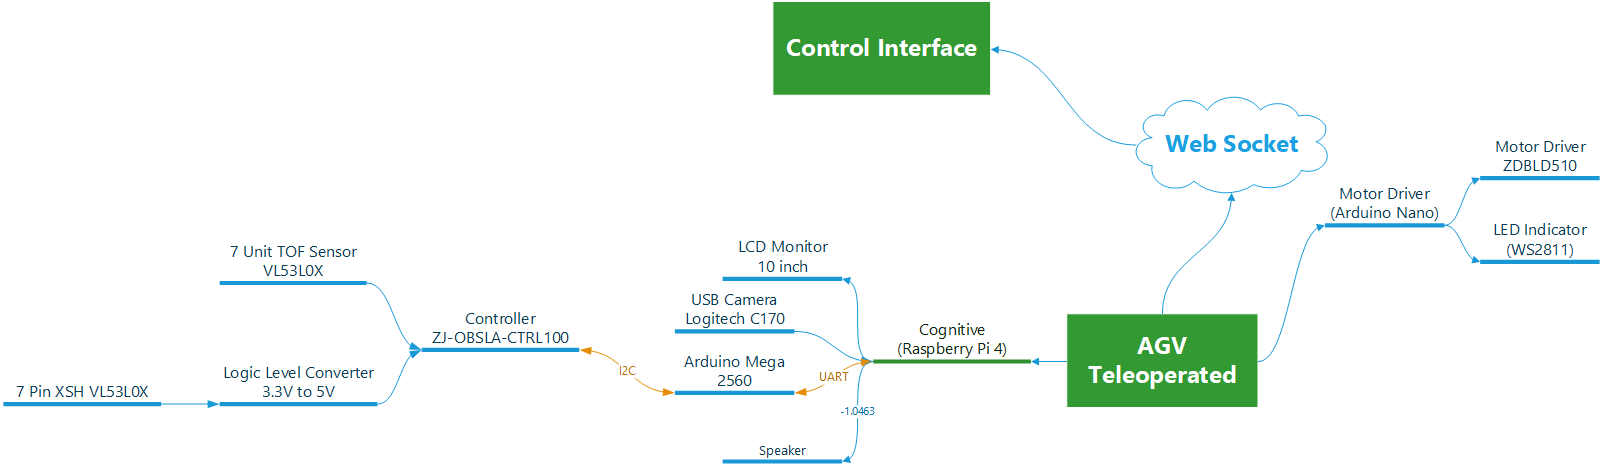 Control Interface
Web Socket
Motor Driver
ZDBLD510
Motor Driver
(Arduino Nano)
LED Indicator
(WS2811)
7 Unit TOF Sensor
VL53L0X
LCD Monitor
10 inch
USB Camera
Logitech C170
Controller
ZJ-OBSLA-CTRL100
Cognitive
(Raspberry Pi 4)
AGV
Teleoperated
I2C
Arduino Mega
2560
UART
Logic Level Converter
3.3V to 5V
7 Pin XSH VL53L0X
-1.0463
Speaker